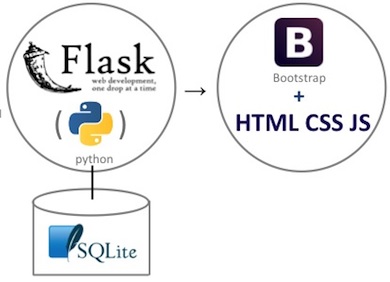 Flask
web development,
one drop at a time
( )
python
SQLite
B
Bootstrap
+
HTML CSS JS